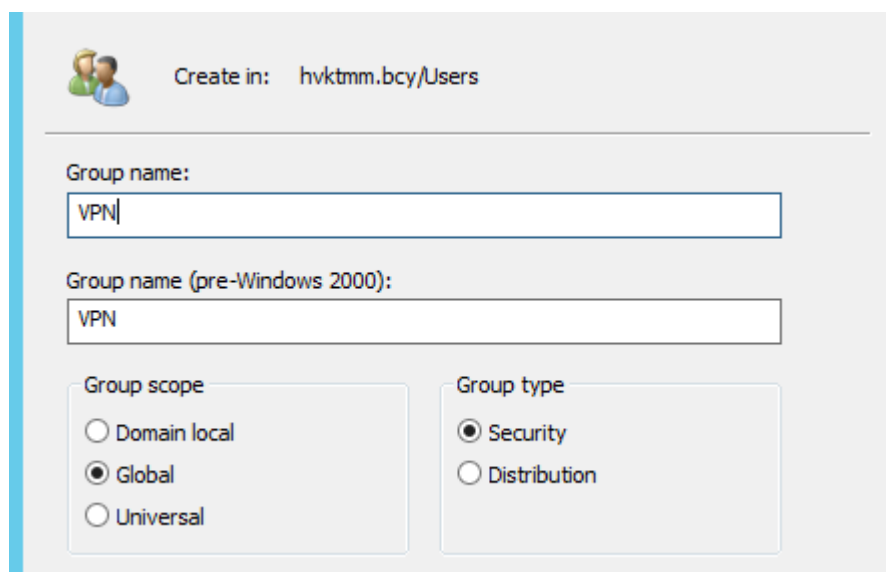 Create in: hvktmm.bcy/Users
Group name:
VPN
Group name (pre-Windows 2000):
VPN
Group scope
Domain local
Global
Universal
Group type
Security
Distribution